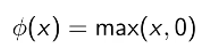 ϕ(x) = max(x, 0)